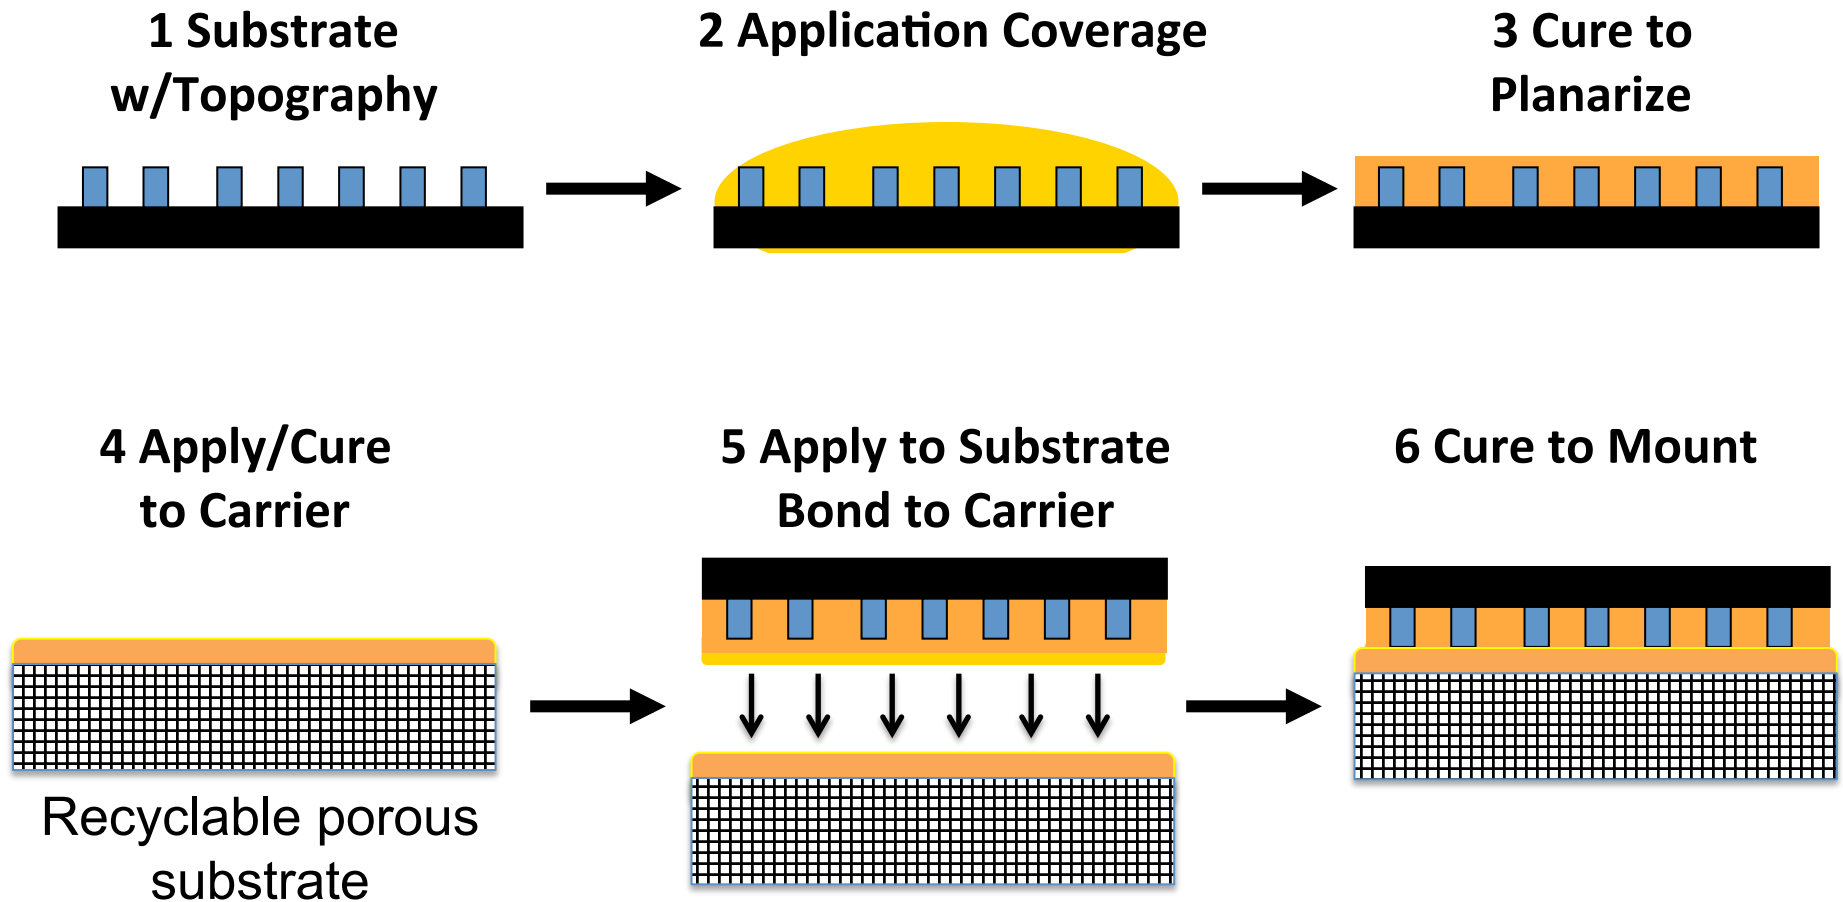 1 Substrate
w/Topography
2 Application Coverage
3 Cure to
Planarize
4 Apply/Cure
to Carrier
5 Apply to Substrate
Bond to Carrier
6 Cure to Mount
Recyclable porous
substrate